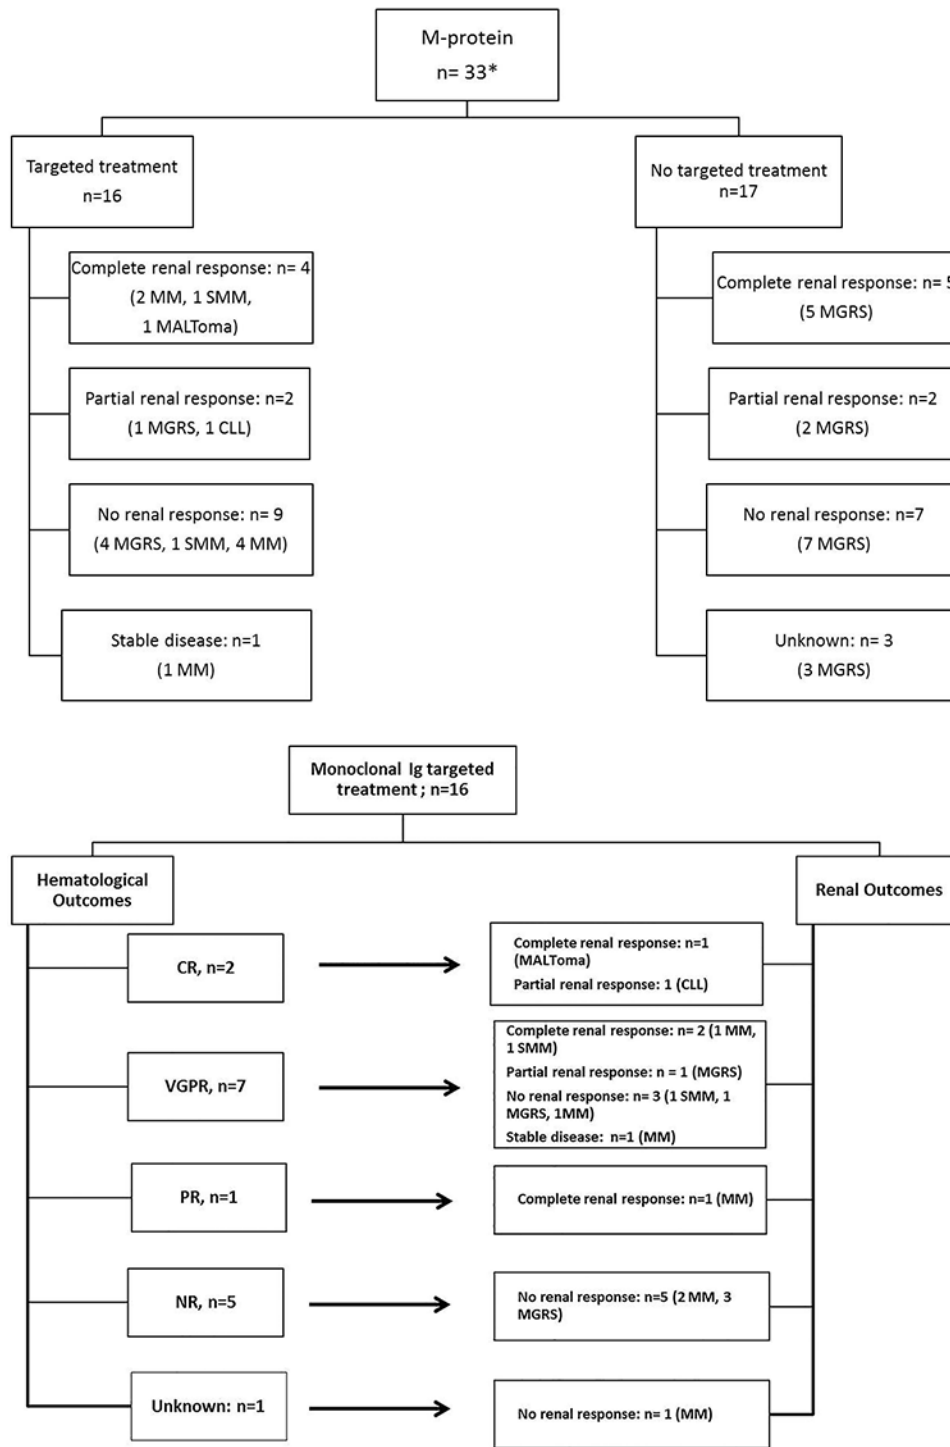 M-protein
n= 33*
Targeted treatment
n=16
No targeted treatment
n=17
Complete renal response: n= 4
(2 MM, 1 SMM,
1 MALToma)
Partial renal response: n=2
(1 MGRS, 1 CLL)
No renal response: n= 9
(4 MGRS, 1 SMM, 4 MM)
Stable disease: n=1
(1 MM)
Complete renal response: n= 5
(5 MGRS)
Partial renal response: n=2
(2 MGRS)
No renal response: n=7
(7 MGRS)
Unknown: n= 3
(3 MGRS)
Monoclonal Ig targeted
treatment ; n=16
Hematological
Outcomes
Renal Outcomes
CR, n=2
Complete renal response: n=1
(MALToma)
Partial renal response: 1 (CLL)
VGPR, n=7
Complete renal response: n= 2 (1 MM,
1 SMM)
Partial renal response: n = 1 (MGRS)
No renal response: n= 3 (1 SMM, 1
MGRS, 1MM)
Stable disease: n=1 (MM)
PR, n=1
Complete renal response: n=1 (MM)
NR, n=5
No renal response: n=5 (2 MM, 3
MGRS)
Unknown: n=1
No renal response: n= 1 (MM)